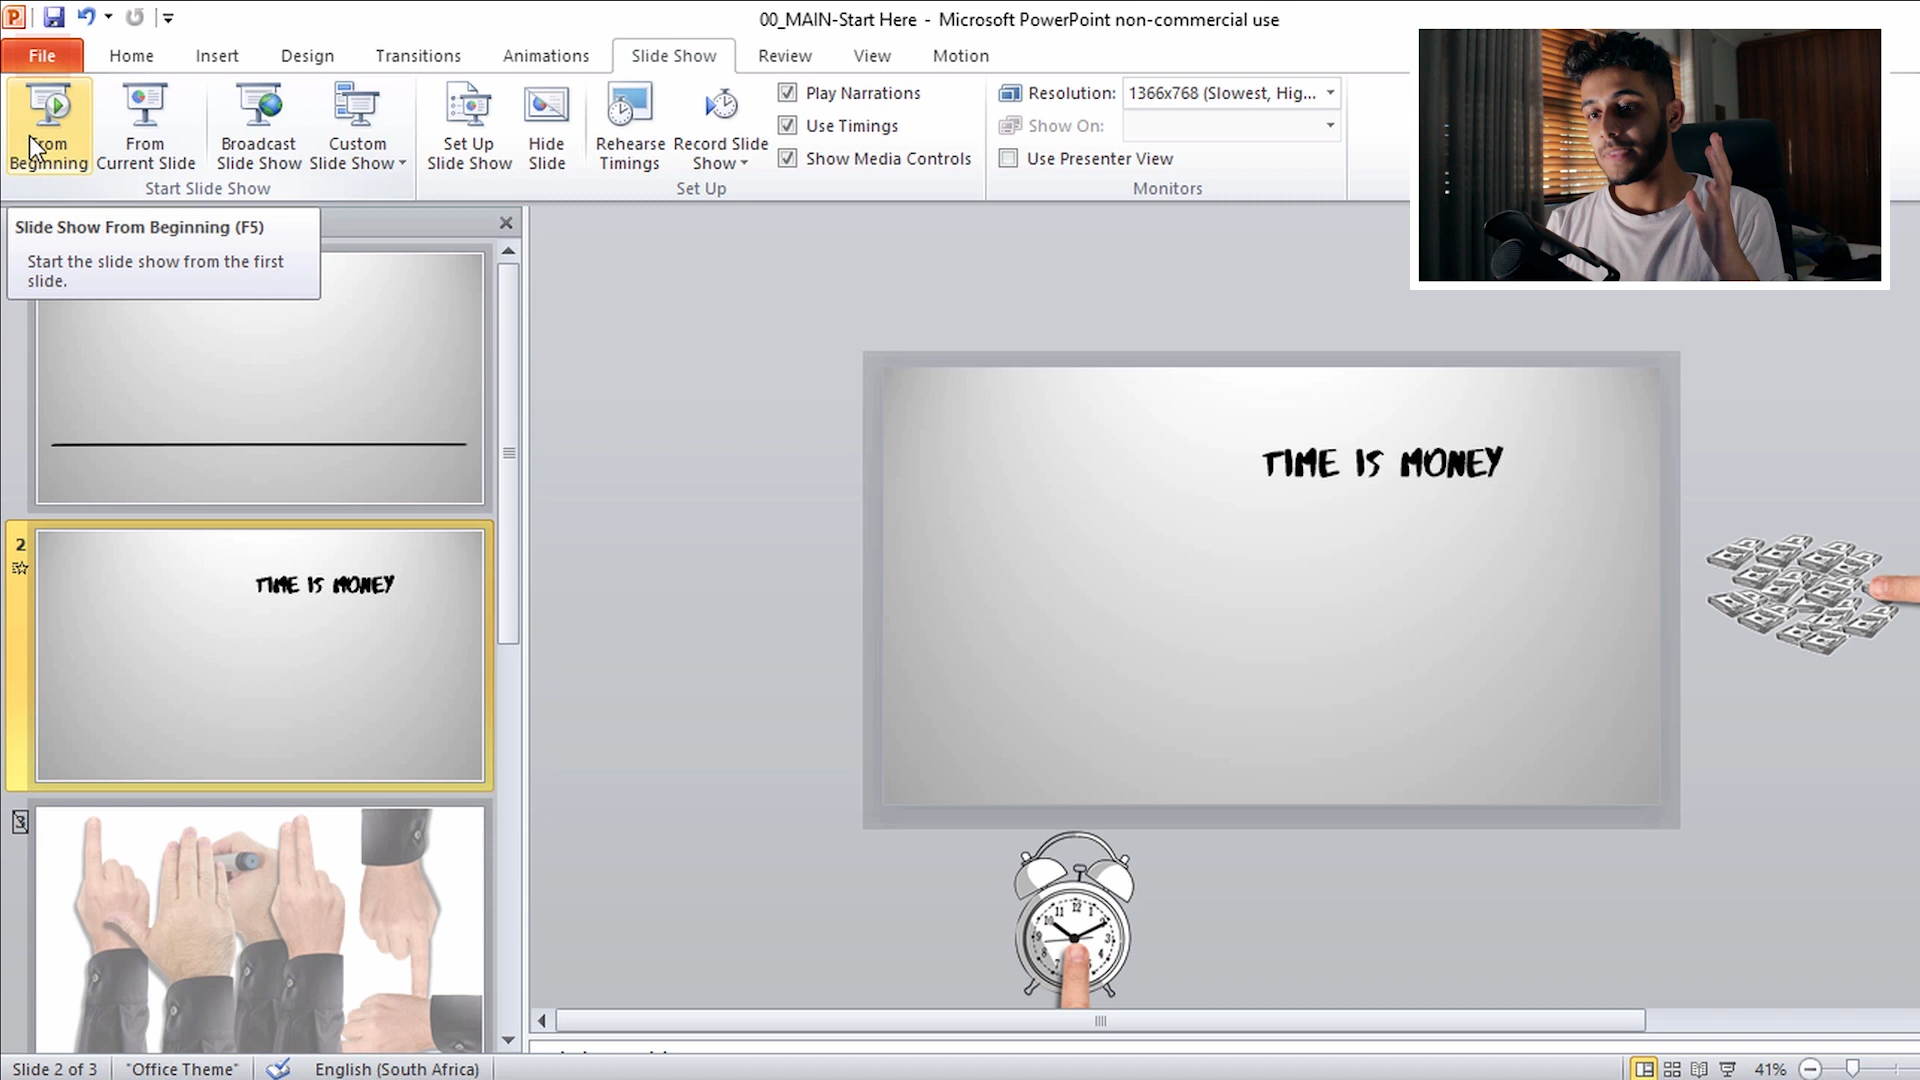 00_MAIN-Start Here - Microsoft PowerPoint non-commercial use
File Home Insert Design Transitions Animations Slide Show Review View Motion
From Beginning
From Current Slide
Broadcast Slide Show
Custom Slide Show
Start Slide Show
Set Up Slide Show
Hide Slide
Rehearse Timings
Record Slide Show
Play Narrations
Use Timings
Show Media Controls
Set Up
Resolution: 1366x768 (Slowest, Hig...
Show On:
Use Presenter View
Monitors
Slide Show From Beginning (F5)
Start the slide show from the first
slide.
2
TIME IS MONEY
3
TIME IS MONEY
Slide 2 of 3 "Office Theme" English (South Africa) 41%